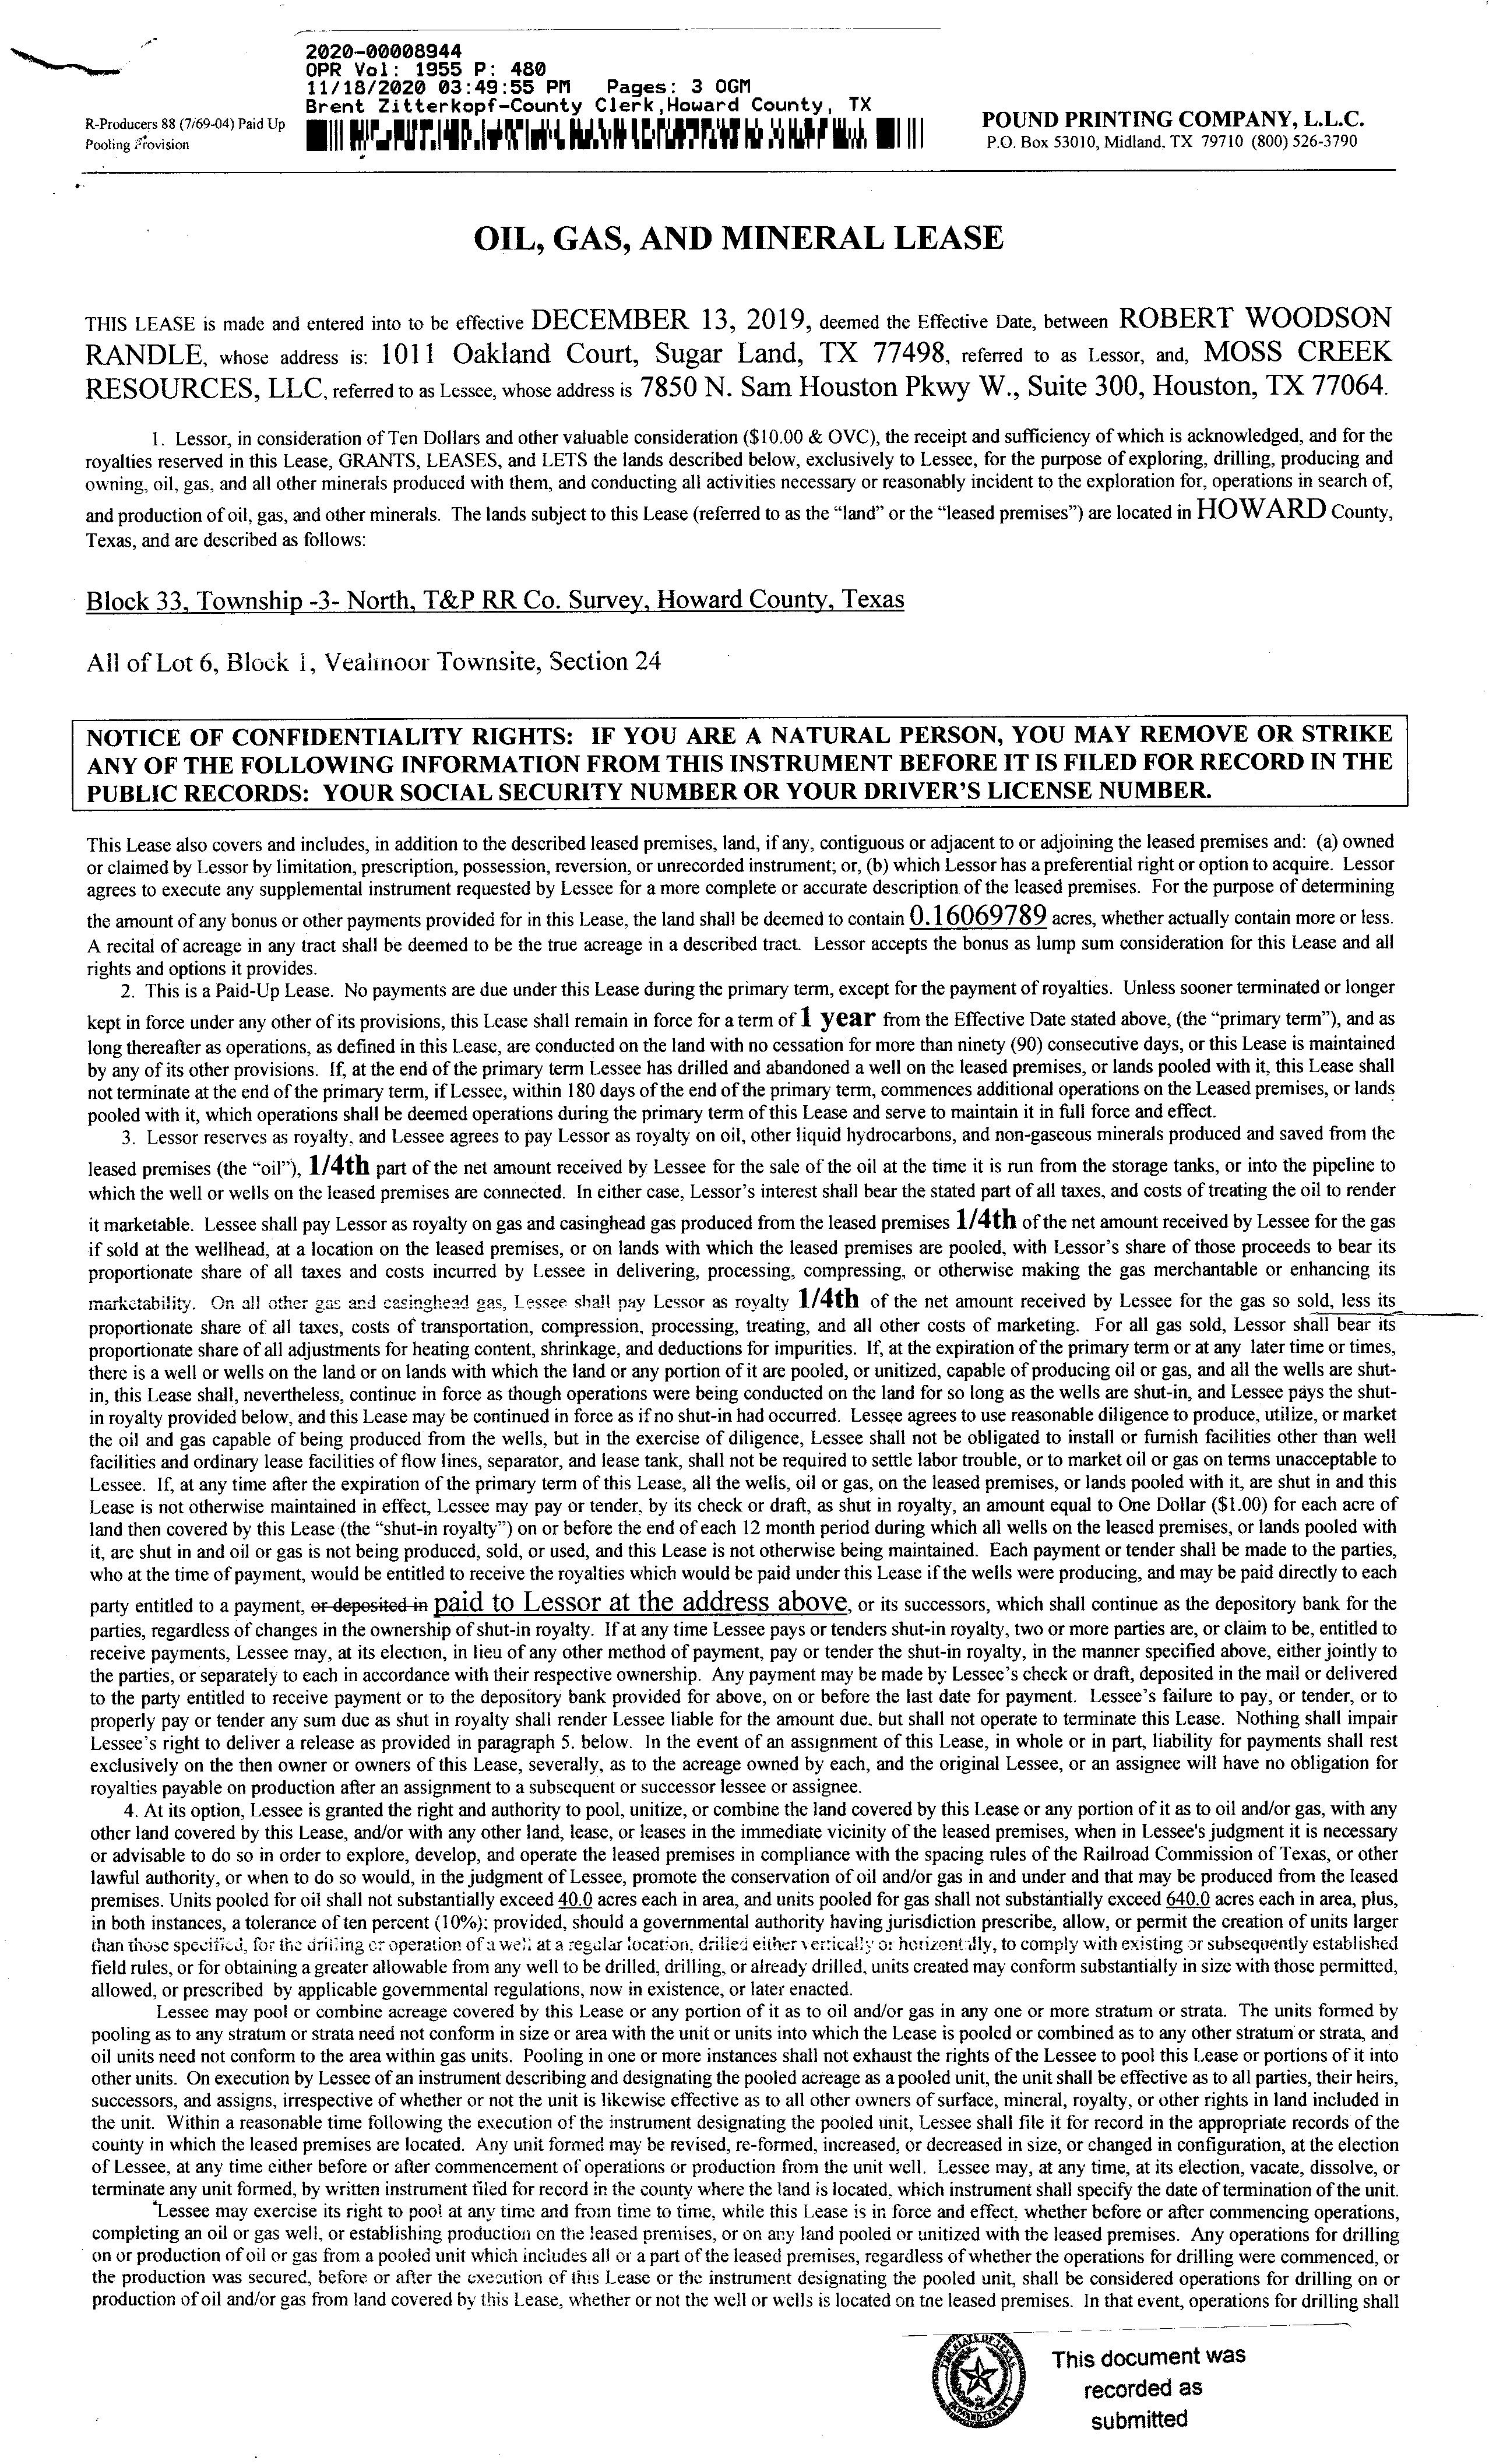 2020-00008944
OPR Vol: 1955 P: 480
11/18/2020 03:49:55 PM Pages: 3 OGM
Brent Zitterkopf-County Clerk,Howard County, TX
R-Producers 88 (7/69-04) Paid Up
Pooling Provision
POUND PRINTING COMPANY, L.L.C.
P.O. Box 53010, Midland, TX 79710 (800) 526-3790
OIL, GAS, AND MINERAL LEASE
THIS LEASE is made and entered into to be effective DECEMBER 13, 2019, deemed the Effective Date, between ROBERT WOODSON
RANDLE, whose address is: 1011 Oakland Court, Sugar Land, TX 77498, referred to as Lessor, and, MOSS CREEK
RESOURCES, LLC, referred to as Lessee, whose address is 7850 N. Sam Houston Pkwy W., Suite 300, Houston, TX 77064.
1. Lessor, in consideration of Ten Dollars and other valuable consideration ($10.00 & OVC), the receipt and sufficiency of which is acknowledged, and for the
royalties reserved in this Lease, GRANTS, LEASES, and LETS the lands described below, exclusively to Lessee, for the purpose of exploring, drilling, producing and
owning, oil, gas, and all other minerals produced with them, and conducting all activities necessary or reasonably incident to the exploration for, operations in search of,
and production of oil, gas, and other minerals. The lands subject to this Lease (referred to as the “land” or the “leased premises”) are located in HOWARD County,
Texas, and are described as follows:
Block 33, Township -3- North, T&P RR Co. Survey, Howard County, Texas
All of Lot 6, Block 1, Vealmoor Townsite, Section 24
NOTICE OF CONFIDENTIALITY RIGHTS: IF YOU ARE A NATURAL PERSON, YOU MAY REMOVE OR STRIKE
ANY OF THE FOLLOWING INFORMATION FROM THIS INSTRUMENT BEFORE IT IS FILED FOR RECORD IN THE
PUBLIC RECORDS: YOUR SOCIAL SECURITY NUMBER OR YOUR DRIVER’S LICENSE NUMBER.
This Lease also covers and includes, in addition to the described leased premises, land, if any, contiguous or adjacent to or adjoining the leased premises and: (a) owned
or claimed by Lessor by limitation, prescription, possession, reversion, or unrecorded instrument; or, (b) which Lessor has a preferential right or option to acquire. Lessor
agrees to execute any supplemental instrument requested by Lessee for a more complete or accurate description of the leased premises. For the purpose of determining
the amount of any bonus or other payments provided for in this Lease, the land shall be deemed to contain 0.16069789 acres, whether actually contain more or less.
A recital of acreage in any tract shall be deemed to be the true acreage in a described tract. Lessor accepts the bonus as lump sum consideration for this Lease and all
rights and options it provides.
2. This is a Paid-Up Lease. No payments are due under this Lease during the primary term, except for the payment of royalties. Unless sooner terminated or longer
kept in force under any other of its provisions, this Lease shall remain in force for a term of 1 year from the Effective Date stated above, (the “primary term”), and as
long thereafter as operations, as defined in this Lease, are conducted on the land with no cessation for more than ninety (90) consecutive days, or this Lease is maintained
by any of its other provisions. If, at the end of the primary term Lessee has drilled and abandoned a well on the leased premises, or lands pooled with it, this Lease shall
not terminate at the end of the primary term, if Lessee, within 180 days of the end of the primary term, commences additional operations on the Leased premises, or lands
pooled with it, which operations shall be deemed operations during the primary term of this Lease and serve to maintain it in full force and effect.
3. Lessor reserves as royalty, and Lessee agrees to pay Lessor as royalty on oil, other liquid hydrocarbons, and non-gaseous minerals produced and saved from the
leased premises (the “oil”), 1/4th part of the net amount received by Lessee for the sale of the oil at the time it is run from the storage tanks, or into the pipeline to
which the well or wells on the leased premises are connected. In either case, Lessor’s interest shall bear the stated part of all taxes, and costs of treating the oil to render
it marketable. Lessee shall pay Lessor as royalty on gas and casinghead gas produced from the leased premises 1/4th of the net amount received by Lessee for the gas
if sold at the wellhead, at a location on the leased premises, or on lands with which the leased premises are pooled, with Lessor’s share of those proceeds to bear its
proportionate share of all taxes and costs incurred by Lessee in delivering, processing, compressing, or otherwise making the gas merchantable or enhancing its
marketability. On all other gas and casinghead gas, Lessee shall pay Lessor as royalty 1/4th of the net amount received by Lessee for the gas so sold, less its
proportionate share of all taxes, costs of transportation, compression, processing, treating, and all other costs of marketing. For all gas sold, Lessor shall bear its
proportionate share of all adjustments for heating content, shrinkage, and deductions for impurities. If, at the expiration of the primary term or at any later time or times,
there is a well or wells on the land or on lands with which the land or any portion of it are pooled, or unitized, capable of producing oil or gas, and all the wells are shut-
in, this Lease shall, nevertheless, continue in force as though operations were being conducted on the land for so long as the wells are shut-in, and Lessee pays the shut-
in royalty provided below, and this Lease may be continued in force as if no shut-in had occurred. Lessee agrees to use reasonable diligence to produce, utilize, or market
the oil and gas capable of being produced from the wells, but in the exercise of diligence, Lessee shall not be obligated to install or furnish facilities other than well
facilities and ordinary lease facilities of flow lines, separator, and lease tank, shall not be required to settle labor trouble, or to market oil or gas on terms unacceptable to
Lessee. If, at any time after the expiration of the primary term of this Lease, all the wells, oil or gas, on the leased premises, or lands pooled with it, are shut in and this
Lease is not otherwise maintained in effect, Lessee may pay or tender, by its check or draft, as shut in royalty, an amount equal to One Dollar ($1.00) for each acre of
land then covered by this Lease (the “shut-in royalty”) on or before the end of each 12 month period during which all wells on the leased premises, or lands pooled with
it, are shut in and oil or gas is not being produced, sold, or used, and this Lease is not otherwise being maintained. Each payment or tender shall be made to the parties,
who at the time of payment, would be entitled to receive the royalties which would be paid under this Lease if the wells were producing, and may be paid directly to each
party entitled to a payment, or deposited in paid to Lessor at the address above, or its successors, which shall continue as the depository bank for the
parties, regardless of changes in the ownership of shut-in royalty. If at any time Lessee pays or tenders shut-in royalty, two or more parties are, or claim to be, entitled to
receive payments, Lessee may, at its election, in lieu of any other method of payment, pay or tender the shut-in royalty, in the manner specified above, either jointly to
the parties, or separately to each in accordance with their respective ownership. Any payment may be made by Lessee’s check or draft, deposited in the mail or delivered
to the party entitled to receive payment or to the depository bank provided for above, on or before the last date for payment. Lessee’s failure to pay, or tender, or to
properly pay or tender any sum due as shut in royalty shall render Lessee liable for the amount due, but shall not operate to terminate this Lease. Nothing shall impair
Lessee’s right to deliver a release as provided in paragraph 5. below. In the event of an assignment of this Lease, in whole or in part, liability for payments shall rest
exclusively on the then owner or owners of this Lease, severally, as to the acreage owned by each, and the original Lessee, or an assignee will have no obligation for
royalties payable on production after an assignment to a subsequent or successor lessee or assignee.
4. At its option, Lessee is granted the right and authority to pool, unitize, or combine the land covered by this Lease or any portion of it as to oil and/or gas, with any
other land covered by this Lease, and/or with any other land, lease, or leases in the immediate vicinity of the leased premises, when in Lessee's judgment it is necessary
or advisable to do so in order to explore, develop, and operate the leased premises in compliance with the spacing rules of the Railroad Commission of Texas, or other
lawful authority, or when to do so would, in the judgment of Lessee, promote the conservation of oil and/or gas in and under and that may be produced from the leased
premises. Units pooled for oil shall not substantially exceed 40.0 acres each in area, and units pooled for gas shall not substantially exceed 640.0 acres each in area, plus,
in both instances, a tolerance of ten percent (10%); provided, should a governmental authority having jurisdiction prescribe, allow, or permit the creation of units larger
than those specified, for the drilling or operation of a well at a regular location, drilled either vertically or horizontally, to comply with existing or subsequently established
field rules, or for obtaining a greater allowable from any well to be drilled, drilling, or already drilled, units created may conform substantially in size with those permitted,
allowed, or prescribed by applicable governmental regulations, now in existence, or later enacted.
Lessee may pool or combine acreage covered by this Lease or any portion of it as to oil and/or gas in any one or more stratum or strata. The units formed by
pooling as to any stratum or strata need not conform in size or area with the unit or units into which the Lease is pooled or combined as to any other stratum or strata, and
oil units need not conform to the area within gas units. Pooling in one or more instances shall not exhaust the rights of the Lessee to pool this Lease or portions of it into
other units. On execution by Lessee of an instrument describing and designating the pooled acreage as a pooled unit, the unit shall be effective as to all parties, their heirs,
successors, and assigns, irrespective of whether or not the unit is likewise effective as to all other owners of surface, mineral, royalty, or other rights in land included in
the unit. Within a reasonable time following the execution of the instrument designating the pooled unit, Lessee shall file it for record in the appropriate records of the
county in which the leased premises are located. Any unit formed may be revised, re-formed, increased, or decreased in size, or changed in configuration, at the election
of Lessee, at any time either before or after commencement of operations or production from the unit well. Lessee may, at any time, at its election, vacate, dissolve, or
terminate any unit formed, by written instrument filed for record in the county where the land is located, which instrument shall specify the date of termination of the unit.
Lessee may exercise its right to pool at any time and from time to time, while this Lease is in force and effect, whether before or after commencing operations,
completing an oil or gas well, or establishing production on the leased premises, or on any land pooled or unitized with the leased premises. Any operations for drilling
on or production of oil or gas from a pooled unit which includes all or a part of the leased premises, regardless of whether the operations for drilling were commenced, or
the production was secured, before or after the execution of this Lease or the instrument designating the pooled unit, shall be considered operations for drilling on or
production of oil and/or gas from land covered by this Lease, whether or not the well or wells is located on the leased premises. In that event, operations for drilling shall
This document was
recorded as
submitted